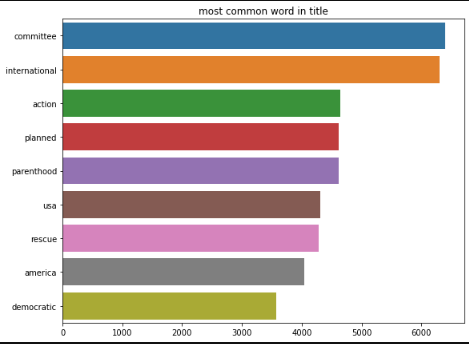 most common word in title
committee
international
action
planned
parenthood
usa
rescue
america
democratic
0 1000 2000 3000 4000 5000 6000